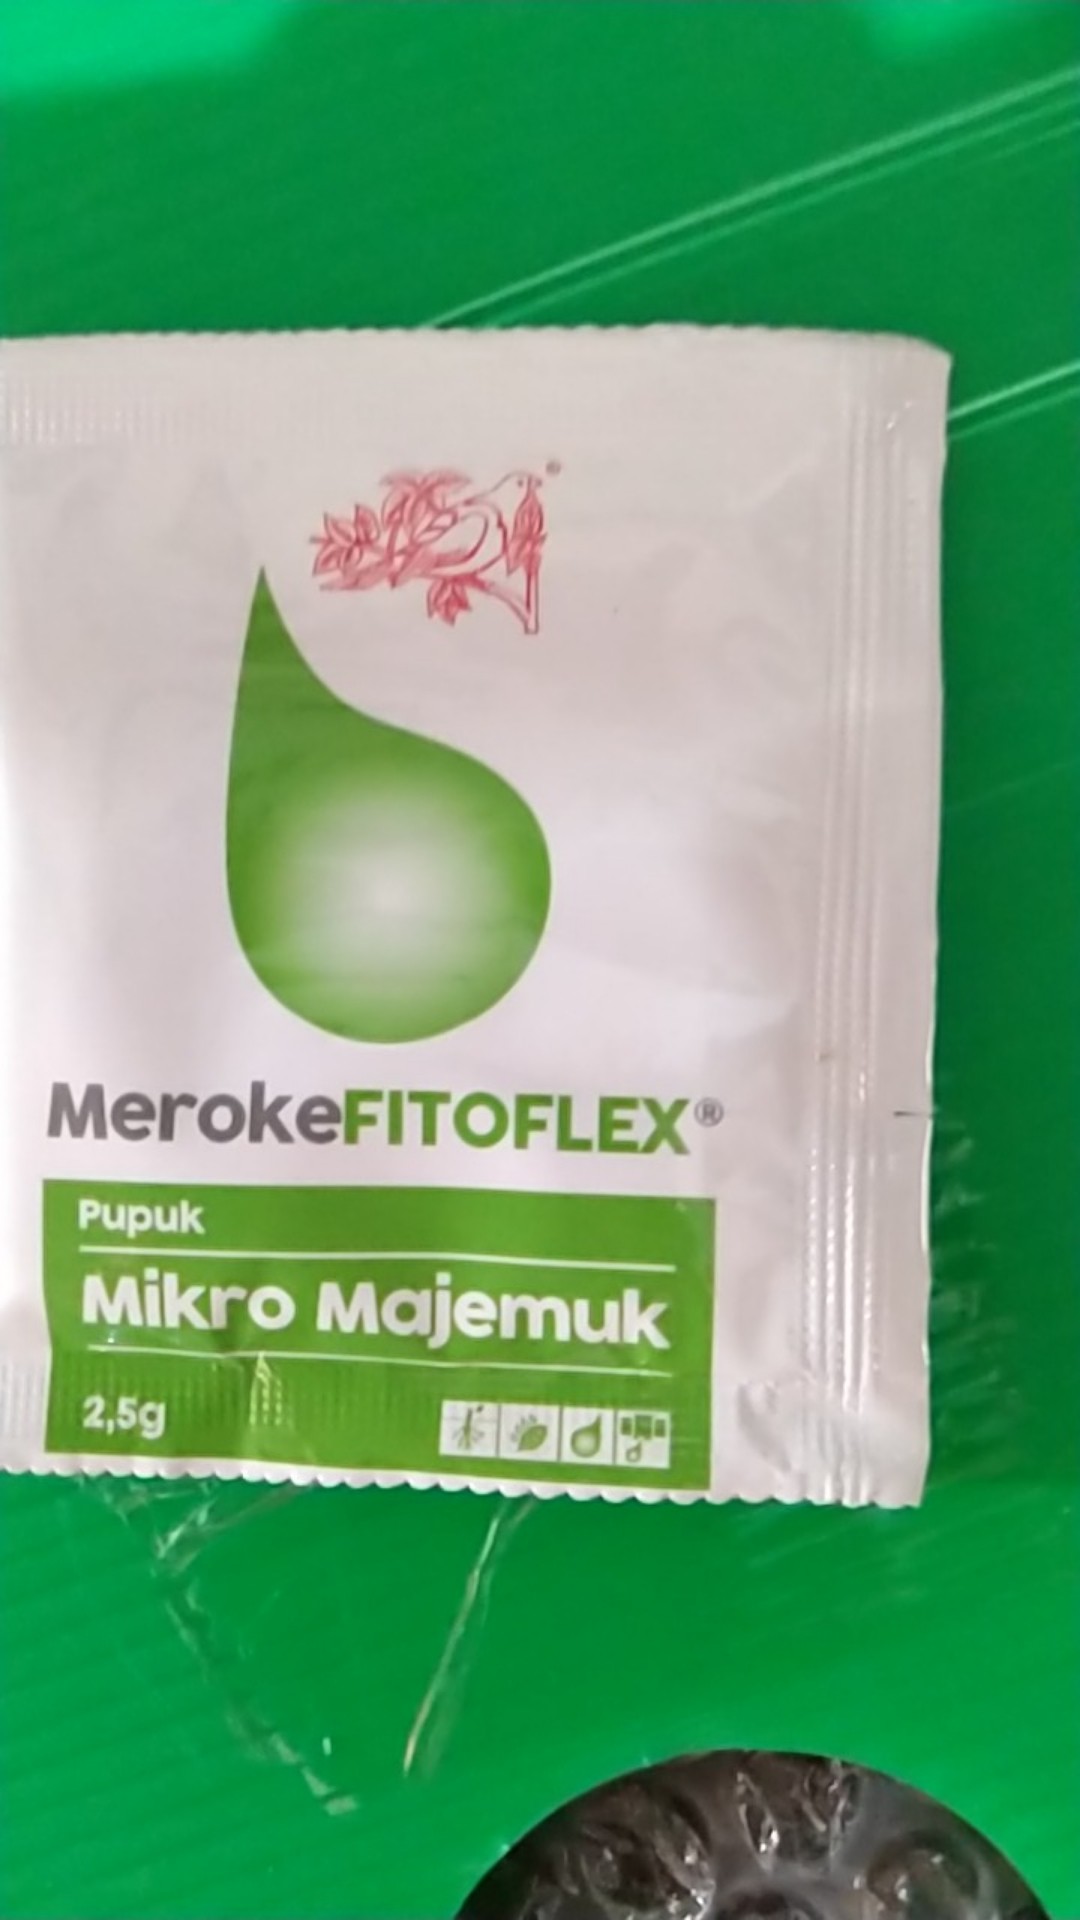 MerokeFITOFLEX®
Pupuk
Mikro Majemuk
2,5g